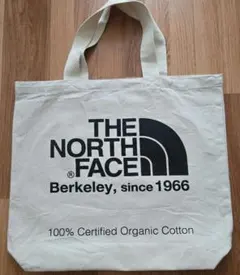 THE
NORTH
FACE®
Berkeley, since 1966
100% Certified Organic Cotton